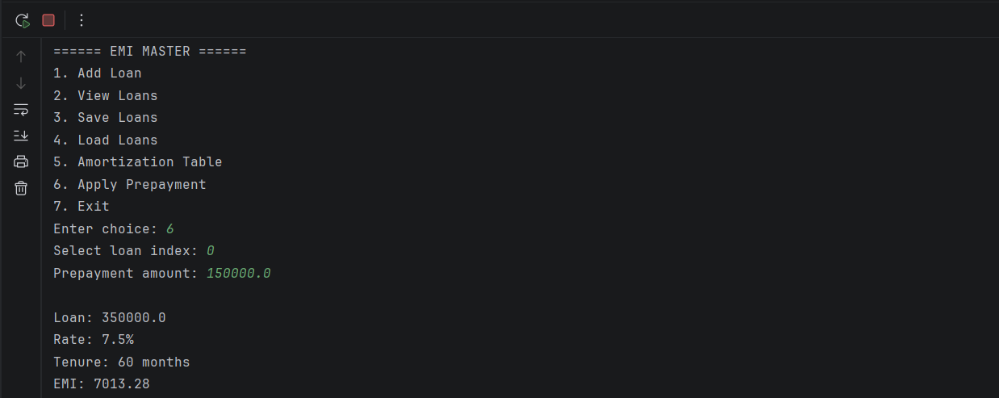 ====== EMI MASTER ======
1. Add Loan
2. View Loans
3. Save Loans
4. Load Loans
5. Amortization Table
6. Apply Prepayment
7. Exit
Enter choice: 6
Select loan index: 0
Prepayment amount: 150000.0
Loan: 350000.0
Rate: 7.5%
Tenure: 60 months
EMI: 7013.28